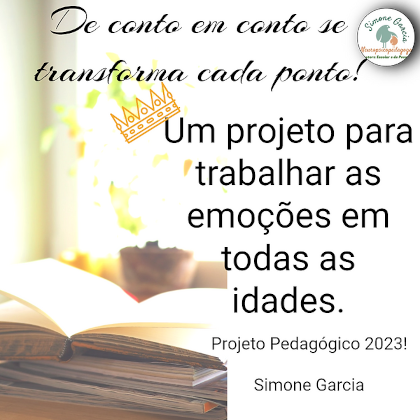 De conto em conto se
transforma cada ponto!
Simone Garcia
Um projeto para
trabalhar as
emoções em
todas as
idades.
Projeto Pedagógico 2023!
Simone Garcia